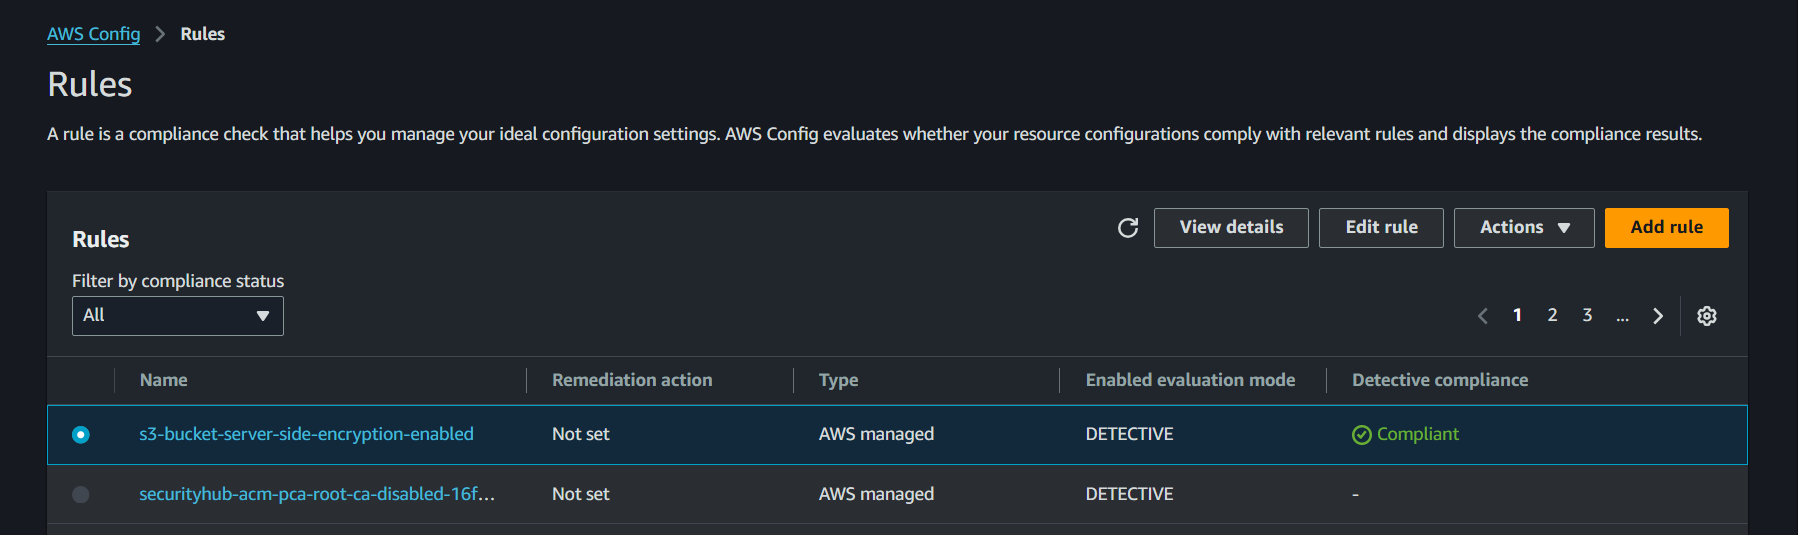 AWS Config > Rules
Rules
A rule is a compliance check that helps you manage your ideal configuration settings. AWS Config evaluates whether your resource configurations comply with relevant rules and displays the compliance results.
Rules
View details Edit rule Actions Add rule
Filter by compliance status
All
1 2 3 ...
Name Remediation action Type Enabled evaluation mode Detective compliance
s3-bucket-server-side-encryption-enabled Not set AWS managed DETECTIVE Compliant
securityhub-acm-pca-root-ca-disabled-16f... Not set AWS managed DETECTIVE -